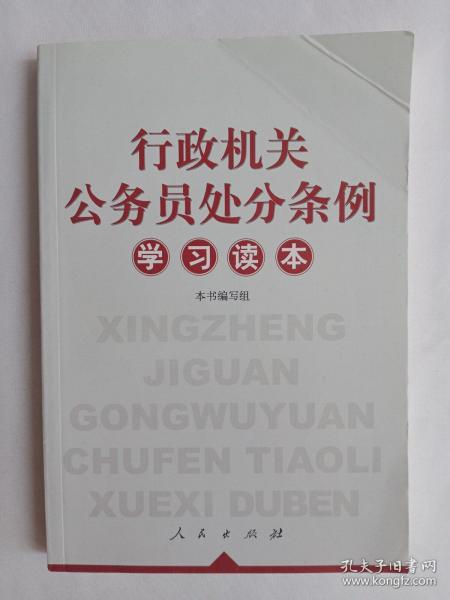 行政机关
公务员处分条例
学习读本
本书编写组
XINGZHENG
JIGUAN
GONGWUYUAN
CHUFEN TIAOLI
XUEXI DUBEN
人民出版社
孔夫子旧书网
www.kongfz.com